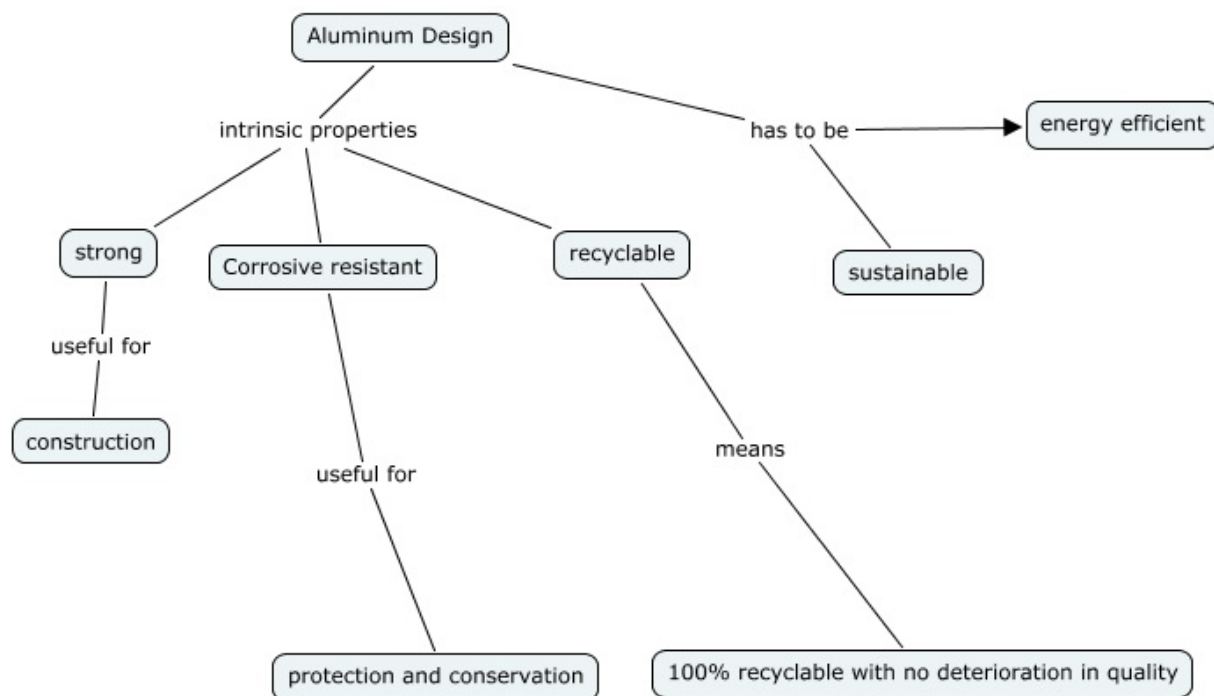 Aluminum Design
intrinsic properties
has to be
energy efficient
strong
Corrosive resistant
recyclable
sustainable
useful for
construction
means
useful for
protection and conservation
100% recyclable with no deterioration in quality